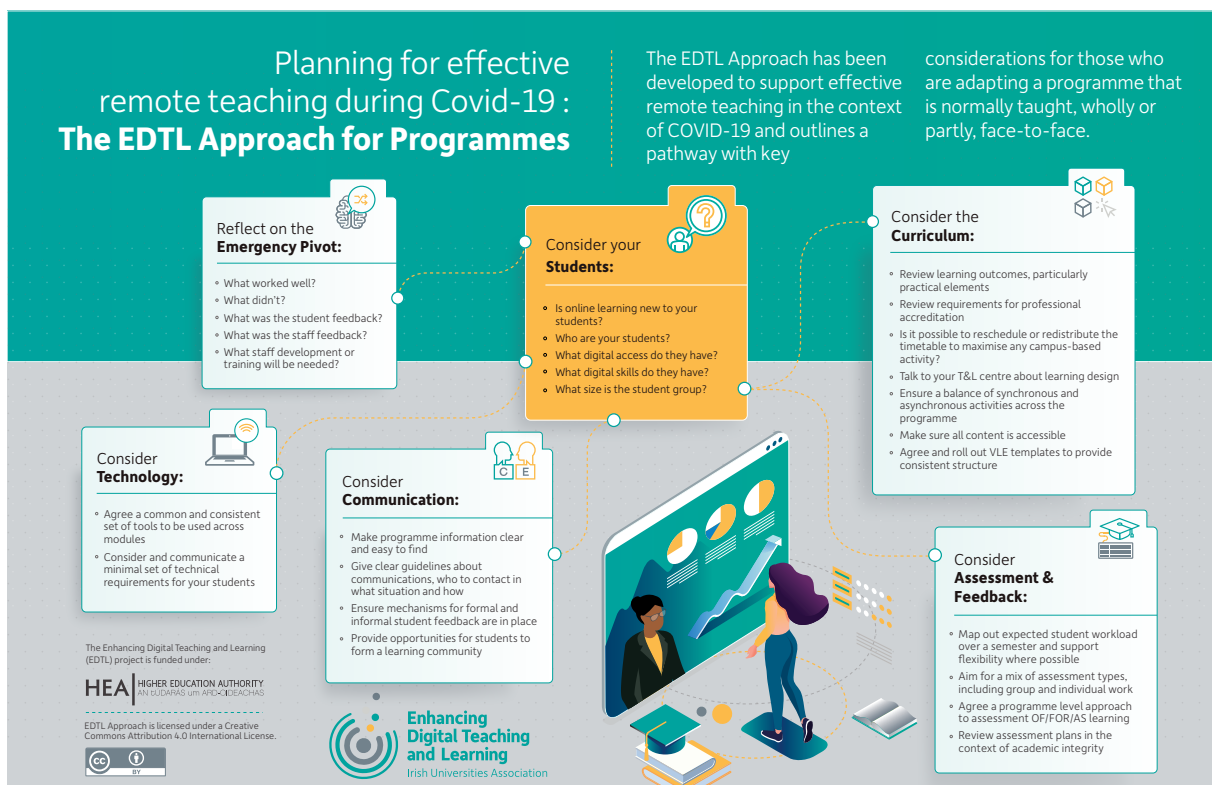 Planning for effective
remote teaching during Covid-19 :
The EDTL Approach for Programmes
The EDTL Approach has been
developed to support effective
remote teaching in the context
of COVID-19 and outlines a
pathway with key
considerations for those who
are adapting a programme that
is normally taught, wholly or
partly, face-to-face.
Reflect on the
Emergency Pivot:
What worked well?
What didn't?
What was the student feedback?
What was the staff feedback?
What staff development or
training will be needed?
Consider your
Students:
Is online learning new to your
students?
Who are your students?
What digital access do they have?
What digital skills do they have?
What size is the student group?
Consider the
Curriculum:
Review learning outcomes, particularly
practical elements
Review requirements for professional
accreditation
Is it possible to reschedule or redistribute the
timetable to maximise any campus-based
activity?
Talk to your T&L centre about learning design
Ensure a balance of synchronous and
asynchronous activities across the
programme
Make sure all content is accessible
Agree and roll out VLE templates to provide
consistent structure
Consider
Technology:
Agree a common and consistent
set of tools to be used across
modules
Consider and communicate a
minimal set of technical
requirements for your students
C E
Consider
Communication:
Make programme information clear
and easy to find
Give clear guidelines about
communications, who to contact in
what situation and how
Ensure mechanisms for formal and
informal student feedback are in place
Provide opportunities for students to
form a learning community
Consider
Assessment &
Feedback:
Map out expected student workload
over a semester and support
flexibility where possible
Aim for a mix of assessment types,
including group and individual work
Agree a programme level approach
to assessment OF/FOR/AS learning
Review assessment plans in the
context of academic integrity
The Enhancing Digital Teaching and Learning
(EDTL) project is funded under:
HEA HIGHER EDUCATION AUTHORITY
AN tÚDARÁS um ARD-OIDEACHAS
EDTL Approach is licensed under a Creative
Commons Attribution 4.0 International License.
cc
BY
Enhancing
Digital Teaching
and Learning
Irish Universities Association